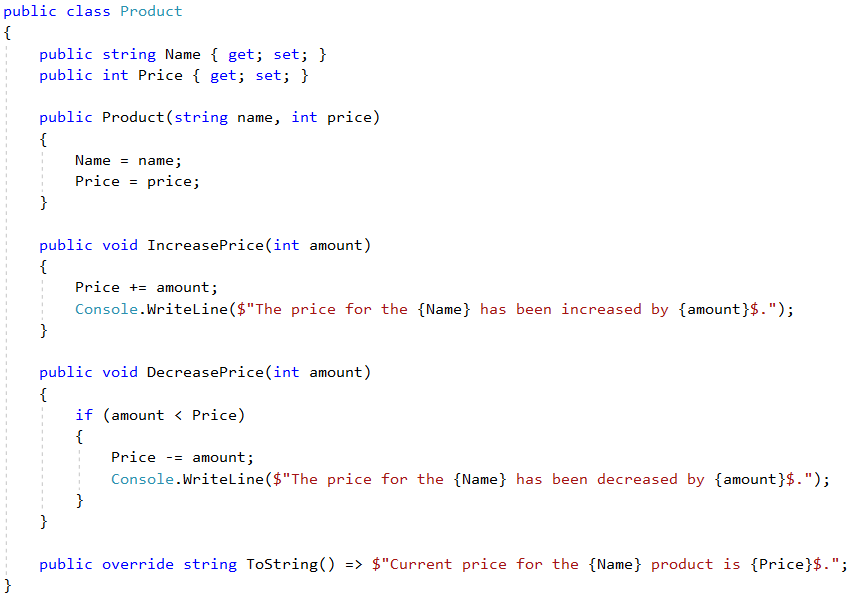 public class Product
{
    public string Name { get; set; }
    public int Price { get; set; }

    public Product(string name, int price)
    {
        Name = name;
        Price = price;
    }

    public void IncreasePrice(int amount)
    {
        Price += amount;
        Console.WriteLine($"The price for the {Name} has been increased by {amount}$.");
    }

    public void DecreasePrice(int amount)
    {
        if (amount < Price)
        {
            Price -= amount;
            Console.WriteLine($"The price for the {Name} has been decreased by {amount}$.");
        }
    }

    public override string ToString() => $"Current price for the {Name} product is {Price}$.";
}